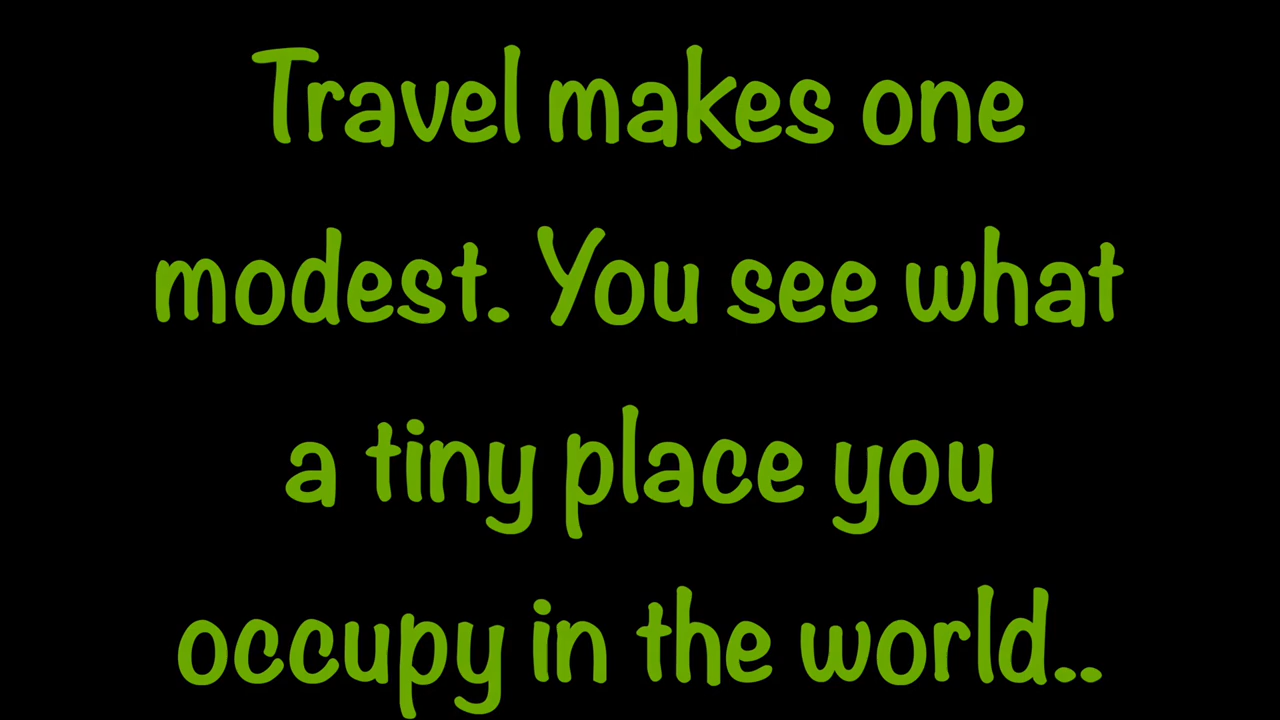 Travel makes one
modest. You see what
a tiny place you
occupy in the world..